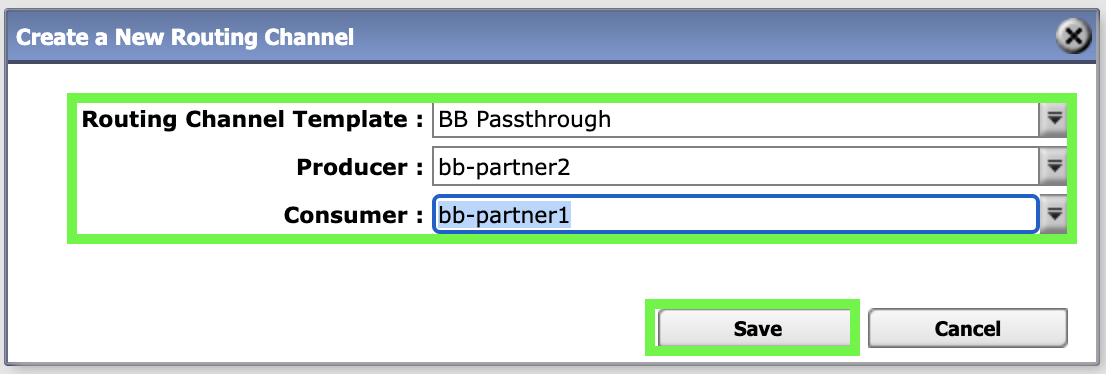 Create a New Routing Channel
Routing Channel Template : BB Passthrough
Producer : bb-partner2
Consumer : bb-partner1
Save Cancel